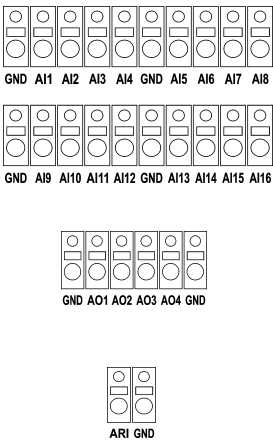 GND AI1 AI2 AI3 AI4 GND AI5 AI6 AI7 AI8
GND AI9 AI10 AI11 AI12 GND AI13 AI14 AI15 AI16
GND AO1 AO2 AO3 AO4 GND
ARI GND